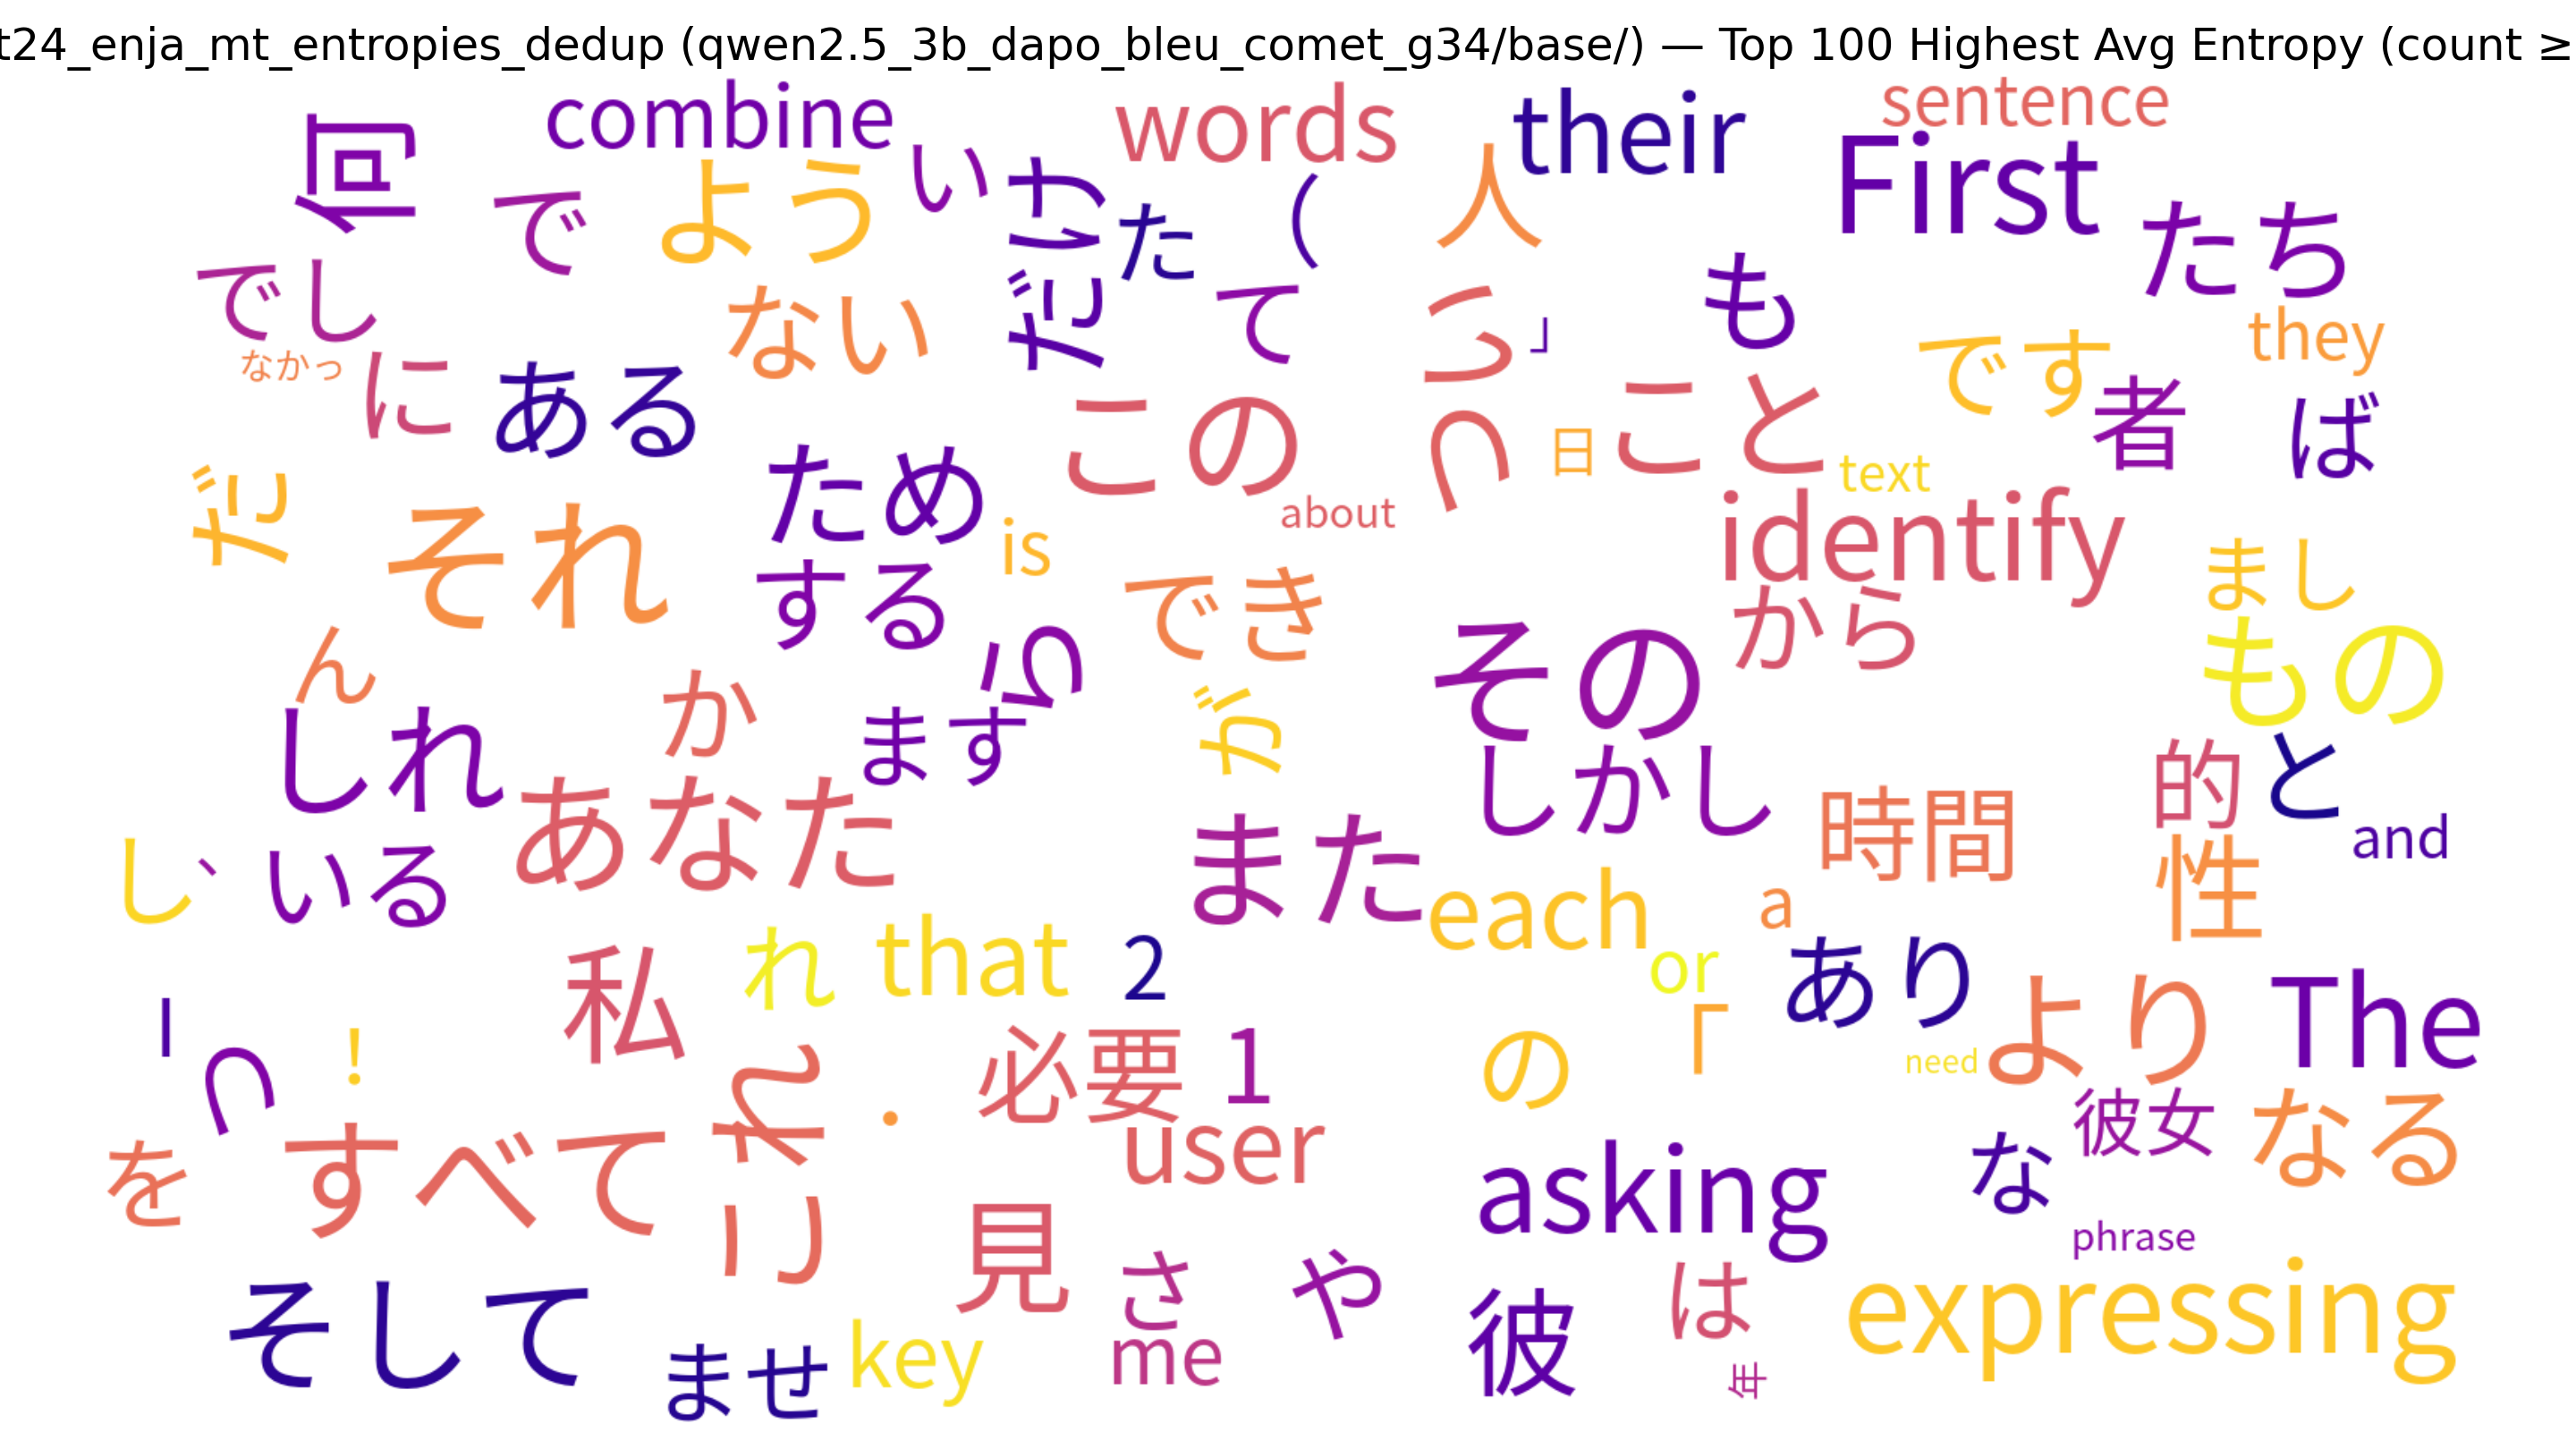 t24_enja_mt_entropies_dedup (qwen2.5_3b_dapo_bleu_comet_g34/base/) — Top 100 Highest Avg Entropy (count ≥
何
combine
words
their
sentence
First
で
よう
い
だけ
た
(
人
たち
でし
ない
て
う
」
も
です
they
なかっ
に
ある
この
つ
日
こと
text
者
ば
だ
それ
ため
is
about
identify
まし
する
でき
から
もの
ん
しれ
か
ます
ら
が
その
しかし
的
と
and
あなた
また
時間
性
し
、
いる
each
a
or
私
れ
that
2
あり
より
The
ー
つ
!
これ
.
必要
1
の
「
need
彼女
なる
を
すべて
user
asking
な
phrase
見
さ
や
は
expressing
そして
ませ
key
me
彼
年